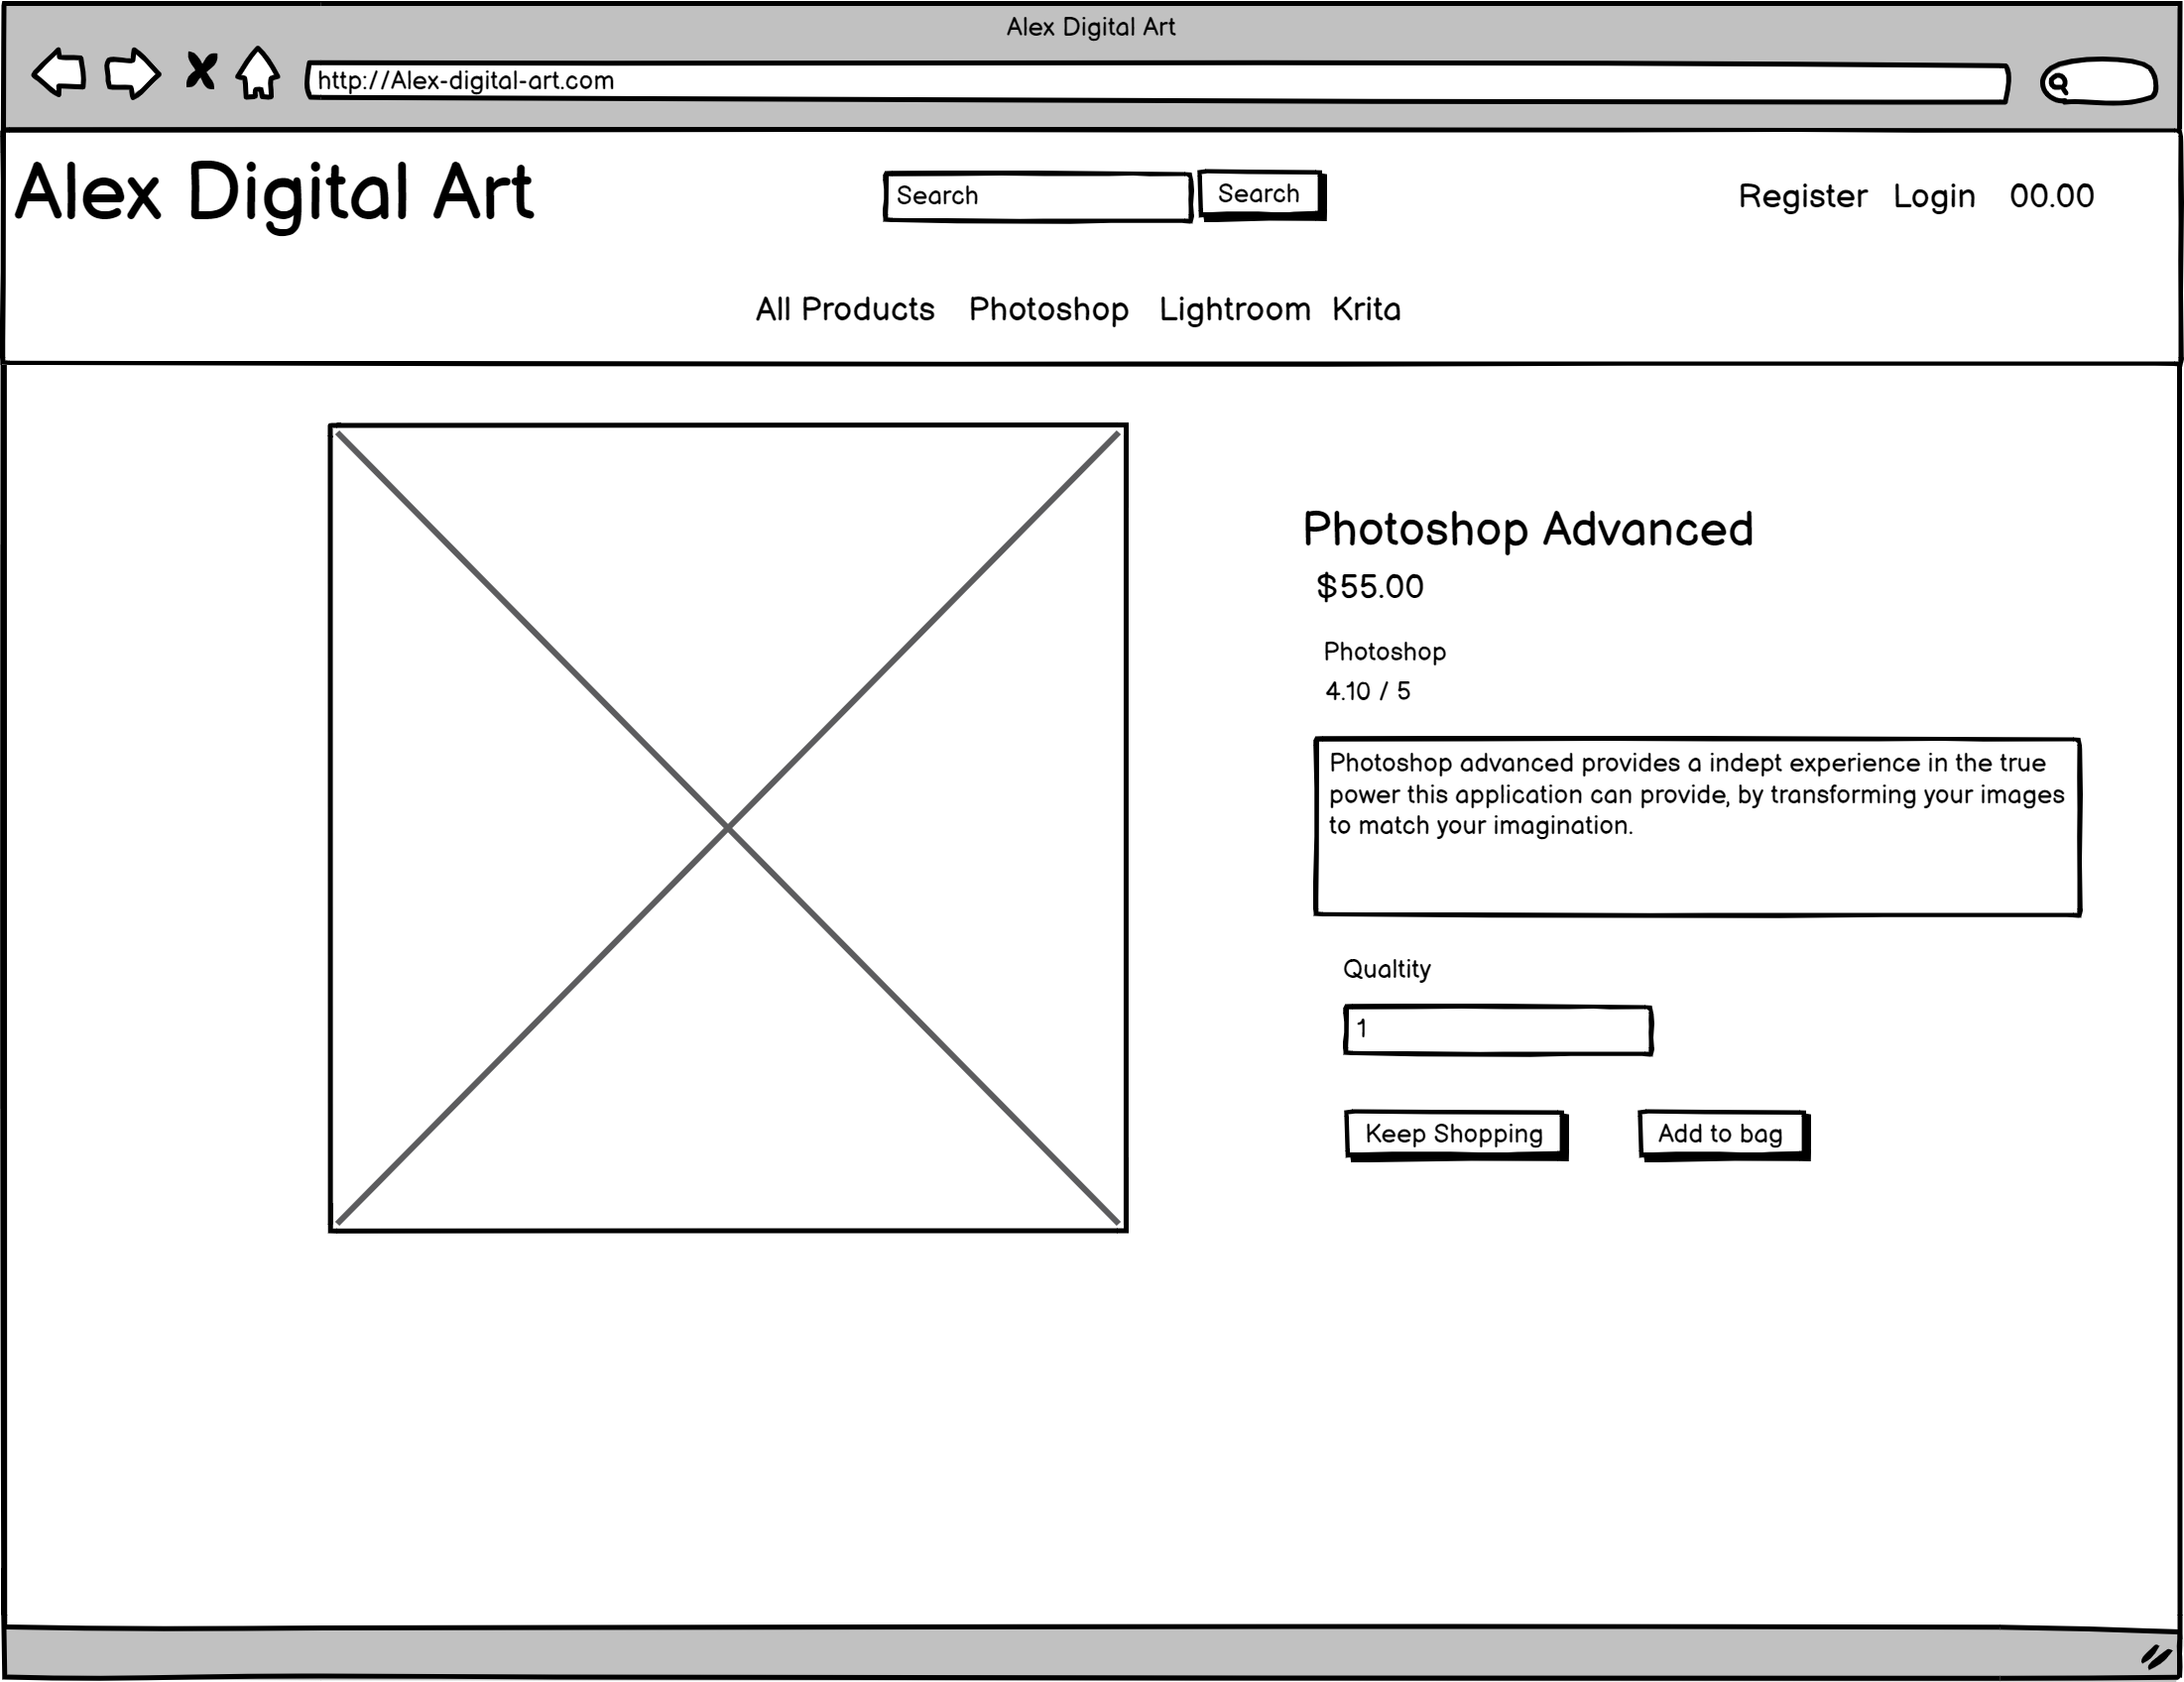 Alex Digital Art
http://Alex-digital-art.com
Alex Digital Art
Search
Search
Register Login 00.00
All Products Photoshop Lightroom Krita
Photoshop Advanced
$55.00
Photoshop
4.10 / 5
Photoshop advanced provides a indept experience in the true
power this application can provide, by transforming your images
to match your imagination.
Qualtity
1
Keep Shopping
Add to bag